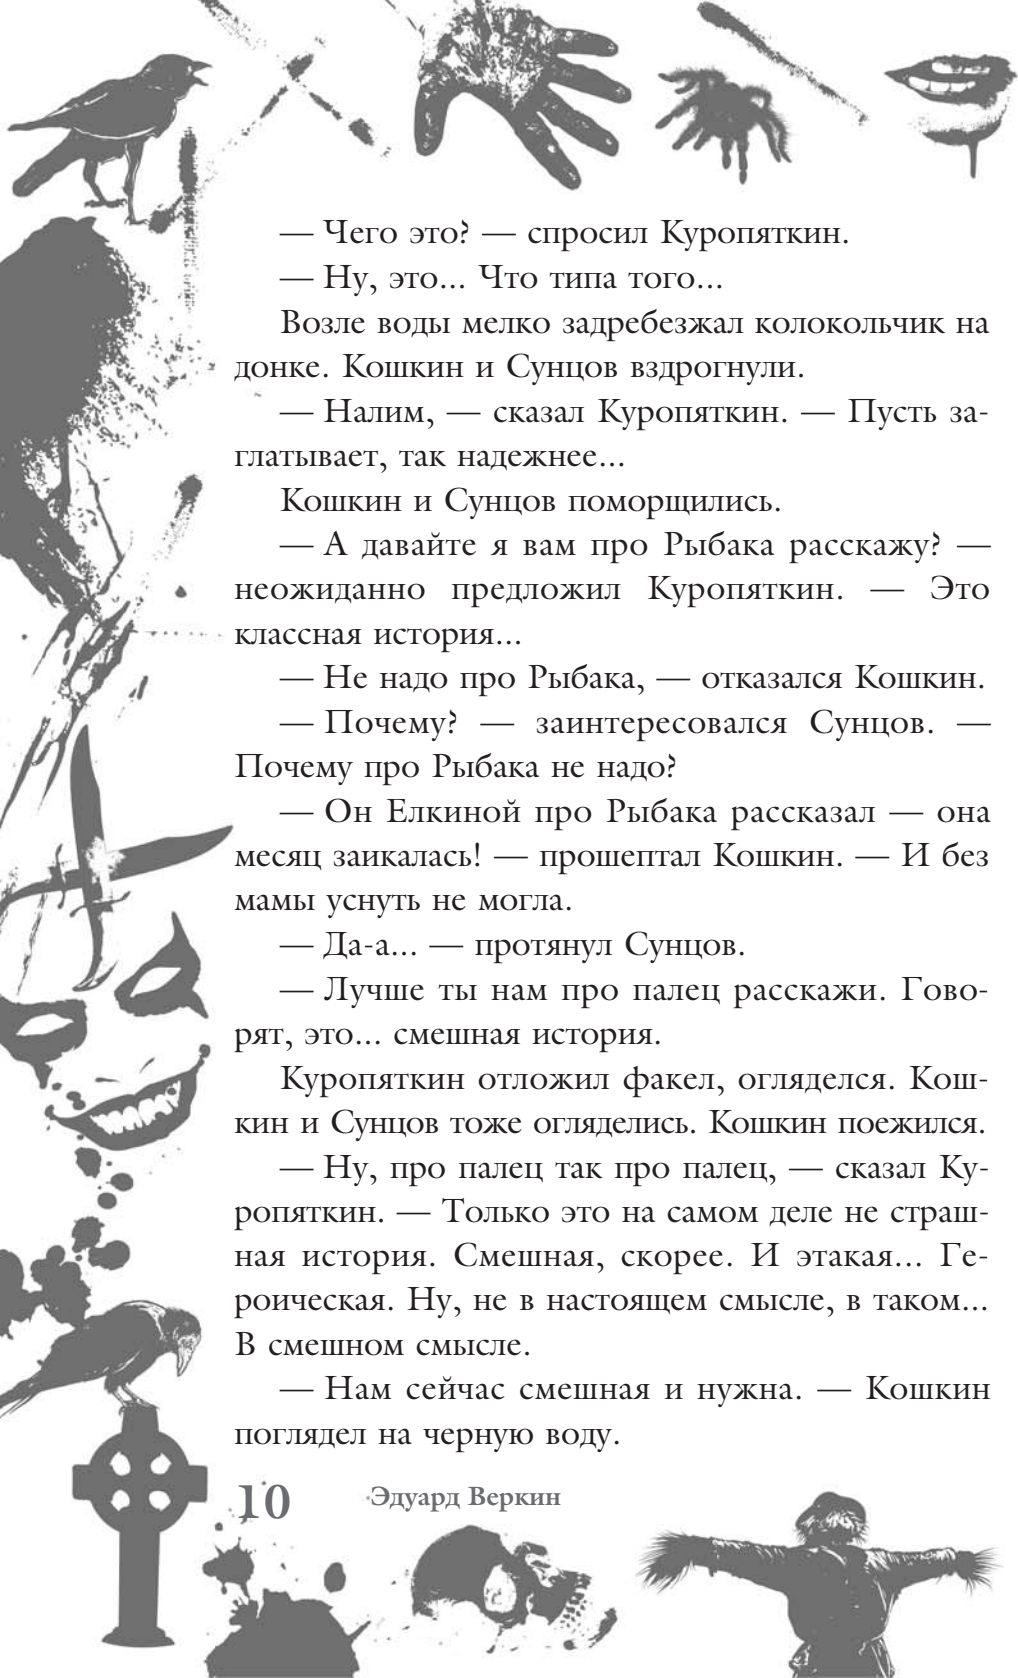 — Чего это? — спросил Куропяткин.
— Ну, это... Что типа того...
Возле воды мелко задребезжал колокольчик на
донке. Кошкин и Сунцов вздрогнули.
— Налим, — сказал Куропяткин. — Пусть за-
глатывает, так надежнее...
Кошкин и Сунцов поморщились.
— А давайте я вам про Рыбака расскажу? —
неожиданно предложил Куропяткин. — Это
классная история...
— Не надо про Рыбака, — отказался Кошкин.
— Почему? — заинтересовался Сунцов. —
Почему про Рыбака не надо?
— Он Елкиной про Рыбака рассказал — она
месяц заикалась! — прошептал Кошкин. — И без
мамы уснуть не могла.
— Да-а... — протянул Сунцов.
— Лучше ты нам про палец расскажи. Гово-
рят, это... смешная история.
Куропяткин отложил факел, огляделся. Кош-
кин и Сунцов тоже огляделись. Кошкин поежился.
— Ну, про палец так про палец, — сказал Ку-
ропяткин. — Только это на самом деле не страш-
ная история. Смешная, скорее. И этакая... Ге-
роическая. Ну, не в настоящем смысле, в таком...
В смешном смысле.
— Нам сейчас смешная и нужна. — Кошкин
поглядел на черную воду.
10 Эдуард Веркин